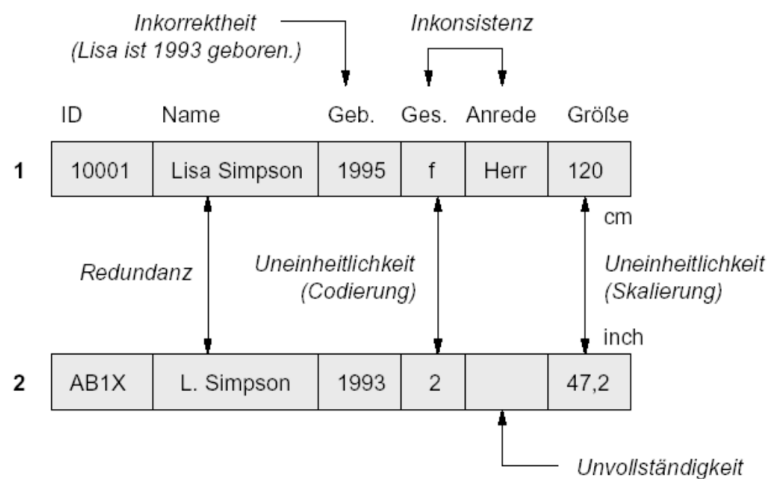 Inkorrektheit
(Lisa ist 1993 geboren.)
Inkonsistenz
ID Name Geb. Ges. Anrede Größe
1 10001 Lisa Simpson 1995 f Herr 120
cm
Redundanz
Uneinheitlichkeit
(Codierung)
Uneinheitlichkeit
(Skalierung)
inch
2 AB1X L. Simpson 1993 2 47,2
Unvollständigkeit